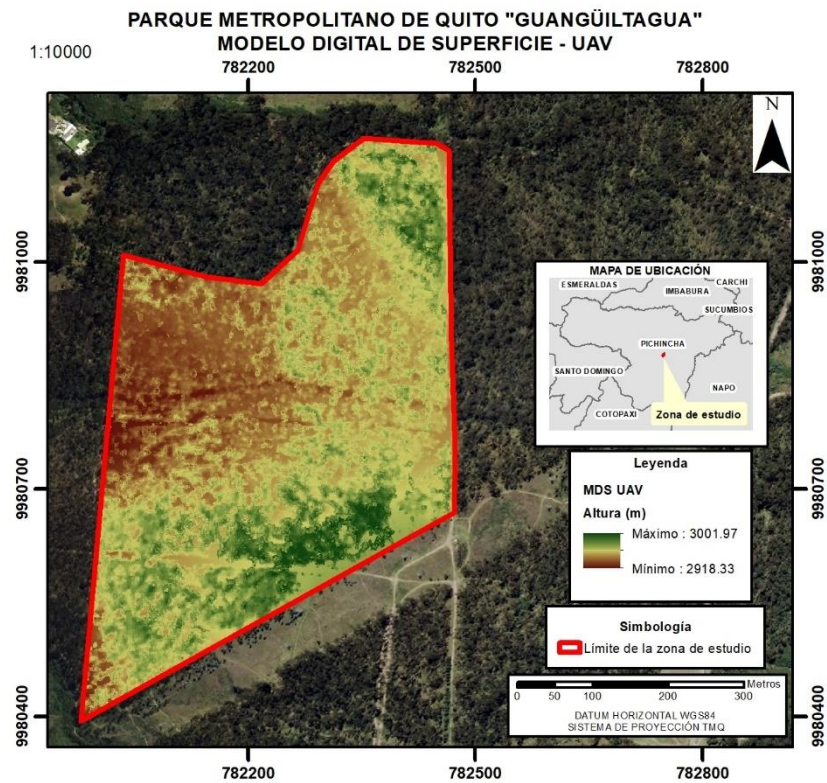 PARQUE METROPOLITANO DE QUITO "GUANGÜILTAGUA"
MODELO DIGITAL DE SUPERFICIE - UAV
1:10000
782200 782500 782800
N
9981000 9981000
MAPA DE UBICACIÓN
ESMERALDAS
CARCHI
IMBABURA
SUCUMBIOS
PICHINCHA
SANTO DOMINGO
NAPO
COTOPAXI
Zona de estudio
9980700 9980700
Leyenda
MDS UAV
Altura (m)
Máximo : 3001.97
Mínimo : 2918.33
Simbología
Límite de la zona de estudio
Metros
0 50 100 200 300
DATUM HORIZONTAL WGS84
SISTEMA DE PROYECCIÓN TMQ
9980400 9980400
782200 782500 782800